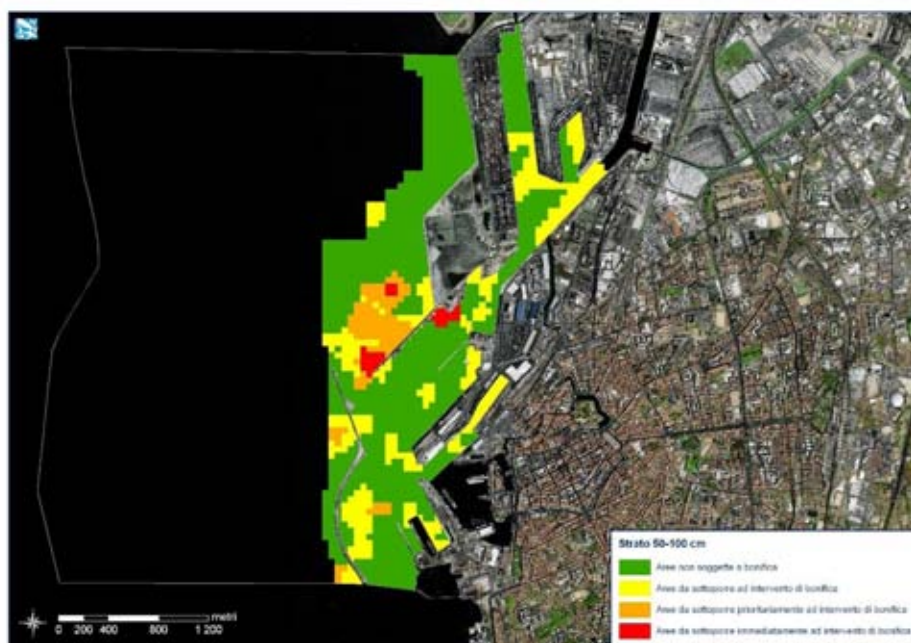 Strato 50-100 cm
Aree non soggette a bonifica
Aree da sottoporre ad intervento di bonifica
Aree da sottoporre prioritariamente ad intervento di bonifica
Aree da sottoporre immediatamente ad intervento di bonifica
metri
0 200 400 800 1 200